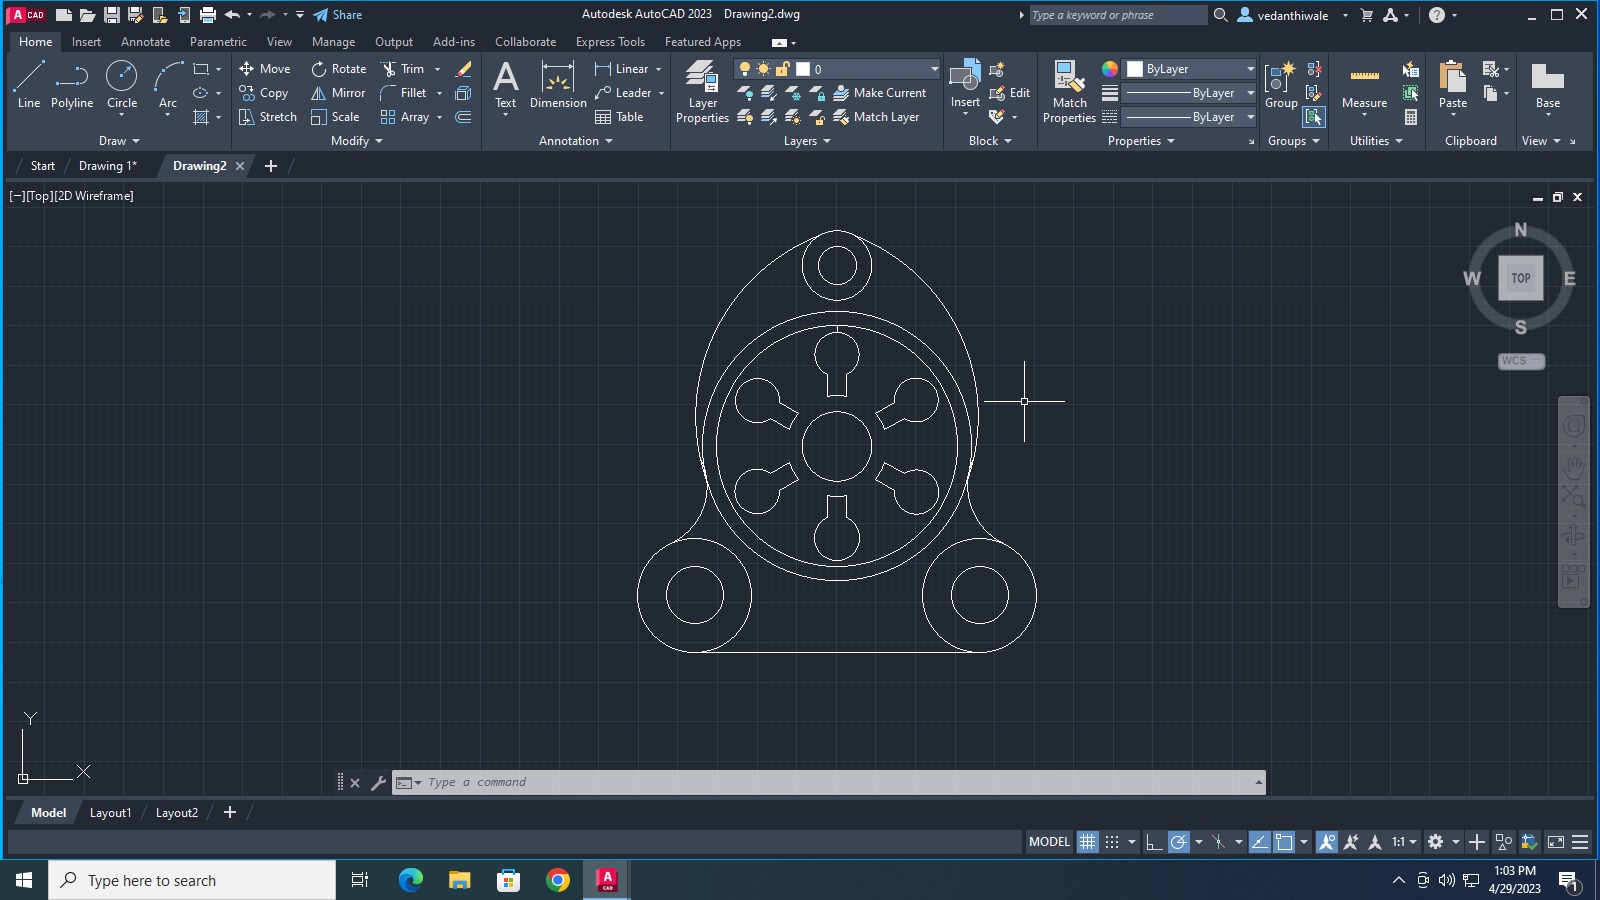 A CAD Share Autodesk AutoCAD 2023 Drawing2.dwg Type a keyword or phrase vedanthiwale ?
Home Insert Annotate Parametric View Manage Output Add-ins Collaborate Express Tools Featured Apps
Line Polyline Circle Arc
Move Rotate Trim
Copy Mirror Fillet
Stretch Scale Array
Text Dimension
Linear
Leader
Table
Layer Properties
0
Make Current
Match Layer
Insert
Edit
Match Properties
ByLayer
ByLayer
ByLayer
Group
Measure
Paste
Base
Draw Modify Annotation Layers Block Properties Groups Utilities Clipboard View
Start Drawing 1* Drawing2
[−][Top][2D Wireframe]
N
W TOP E
S
WCS
Y
X
Type a command
Model Layout1 Layout2
MODEL 1:1
Type here to search
A CAD
1:03 PM
4/29/2023
1